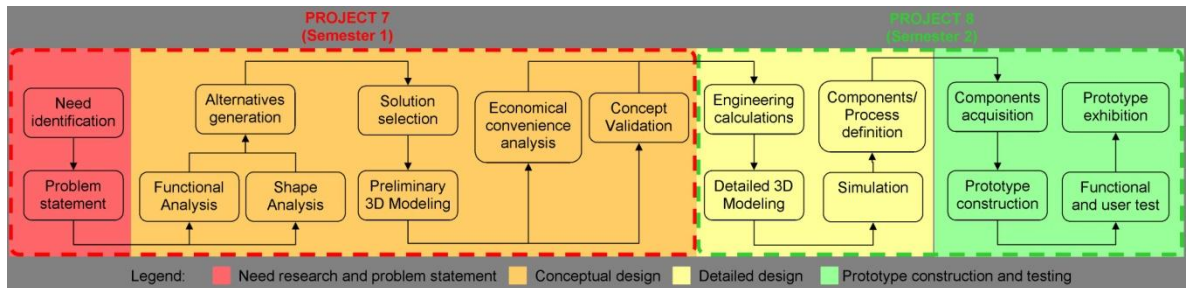 PROJECT 7
(Semester 1)
PROJECT 8
(Semester 2)
Need
identification
Problem
statement
Alternatives
generation
Functional
Analysis
Shape
Analysis
Solution
selection
Preliminary
3D Modeling
Economical
convenience
analysis
Concept
Validation
Engineering
calculations
Detailed 3D
Modeling
Components/
Process
definition
Simulation
Components
acquisition
Prototype
construction
Prototype
exhibition
Functional
and user test
Legend:
Need research and problem statement
Conceptual design
Detailed design
Prototype construction and testing